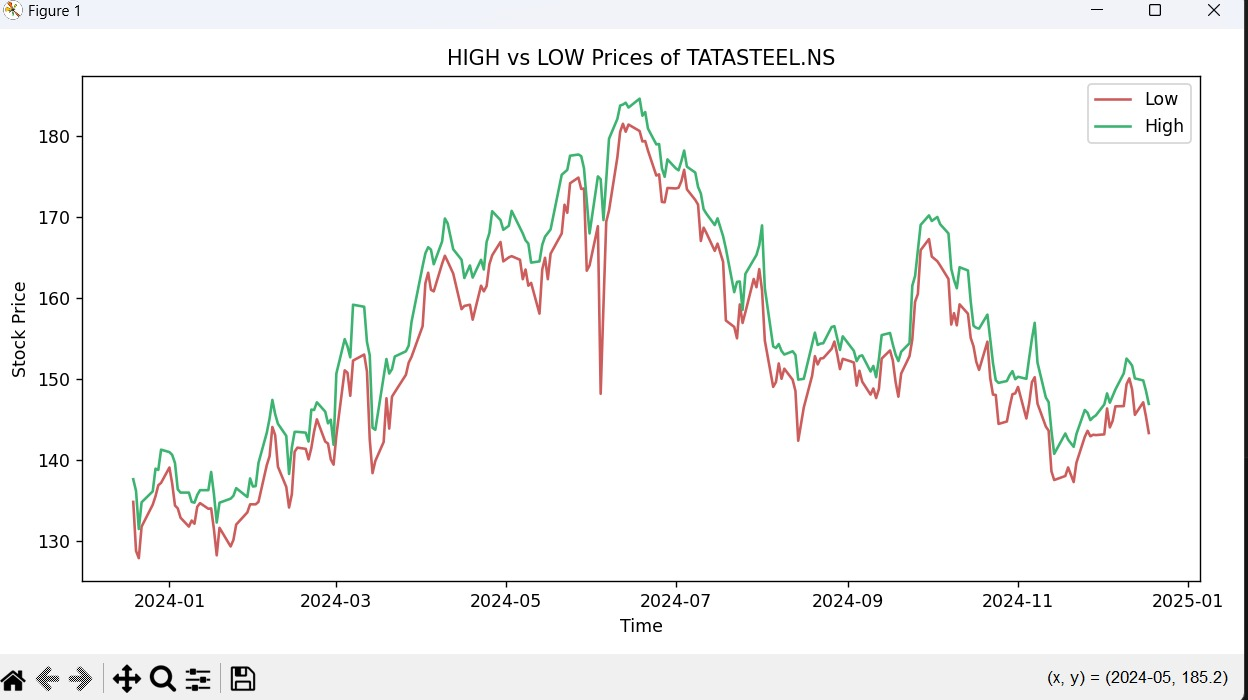 Figure 1
HIGH vs LOW Prices of TATASTEEL.NS
Low
High
Stock Price
180
170
160
150
140
130
2024-01 2024-03 2024-05 2024-07 2024-09 2024-11 2025-01
Time
(x, y) = (2024-05, 185.2)